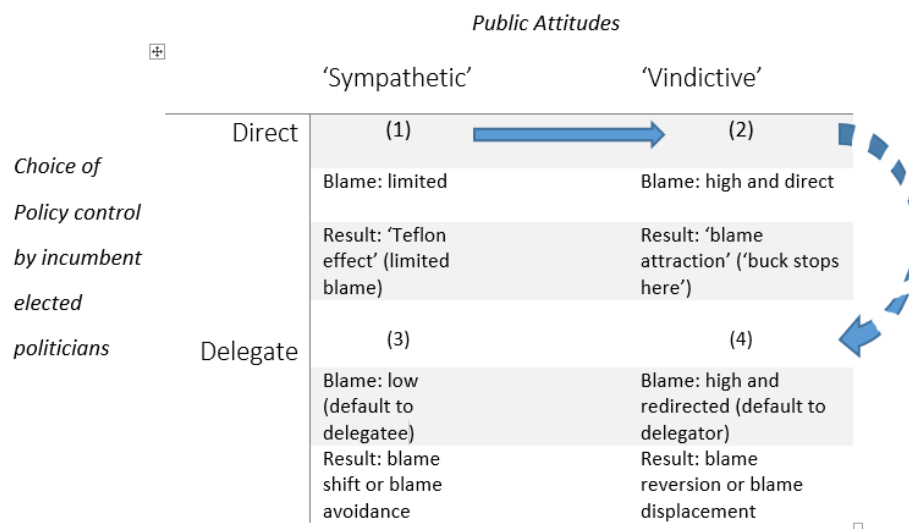 Public Attitudes
‘Sympathetic’
‘Vindictive’
Choice of
Policy control
by incumbent
elected
politicians
Direct
(1)
(2)
Blame: limited
Blame: high and direct
Result: ‘Teflon
effect’ (limited
blame)
Result: ‘blame
attraction’ (‘buck stops
here’)
Delegate
(3)
(4)
Blame: low
(default to
delegatee)
Blame: high and
redirected (default to
delegator)
Result: blame
shift or blame
avoidance
Result: blame
reversion or blame
displacement